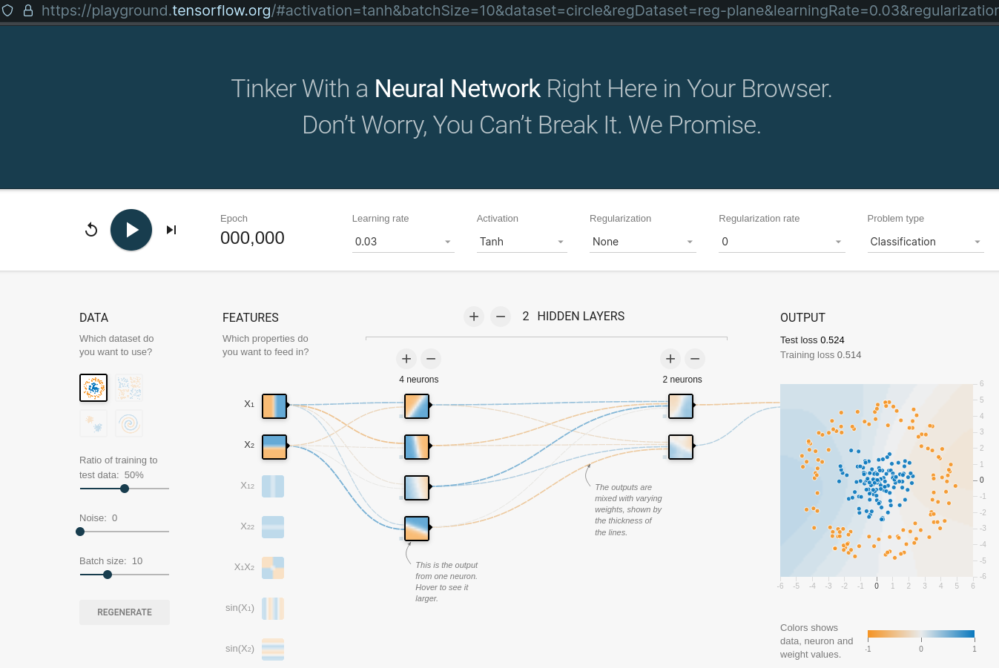 https://playground.tensorflow.org/#activation=tanh&batchSize=10&dataset=circle&regDataset=reg-plane&learningRate=0.03&regularization
Tinker With a Neural Network Right Here in Your Browser.
Don’t Worry, You Can’t Break It. We Promise.
Epoch
000,000
Learning rate
0.03
Activation
Tanh
Regularization
None
Regularization rate
0
Problem type
Classification
DATA
Which dataset do
you want to use?
Ratio of training to
test data: 50%
Noise: 0
Batch size: 10
REGENERATE
FEATURES
Which properties do
you want to feed in?
X1
X2
X12
X22
X1X2
sin(X1)
sin(X2)
+ − 2 HIDDEN LAYERS
+ −
4 neurons
+ −
2 neurons
This is the output
from one neuron.
Hover to see it
larger.
The outputs are
mixed with varying
weights, shown by
the thickness of
the lines.
OUTPUT
Test loss 0.524
Training loss 0.514
6
5
4
3
2
1
0
-1
-2
-3
-4
-5
-6
-6 -5 -4 -3 -2 -1 0 1 2 3 4 5 6
Colors shows
data, neuron and
weight values.
-1 0 1